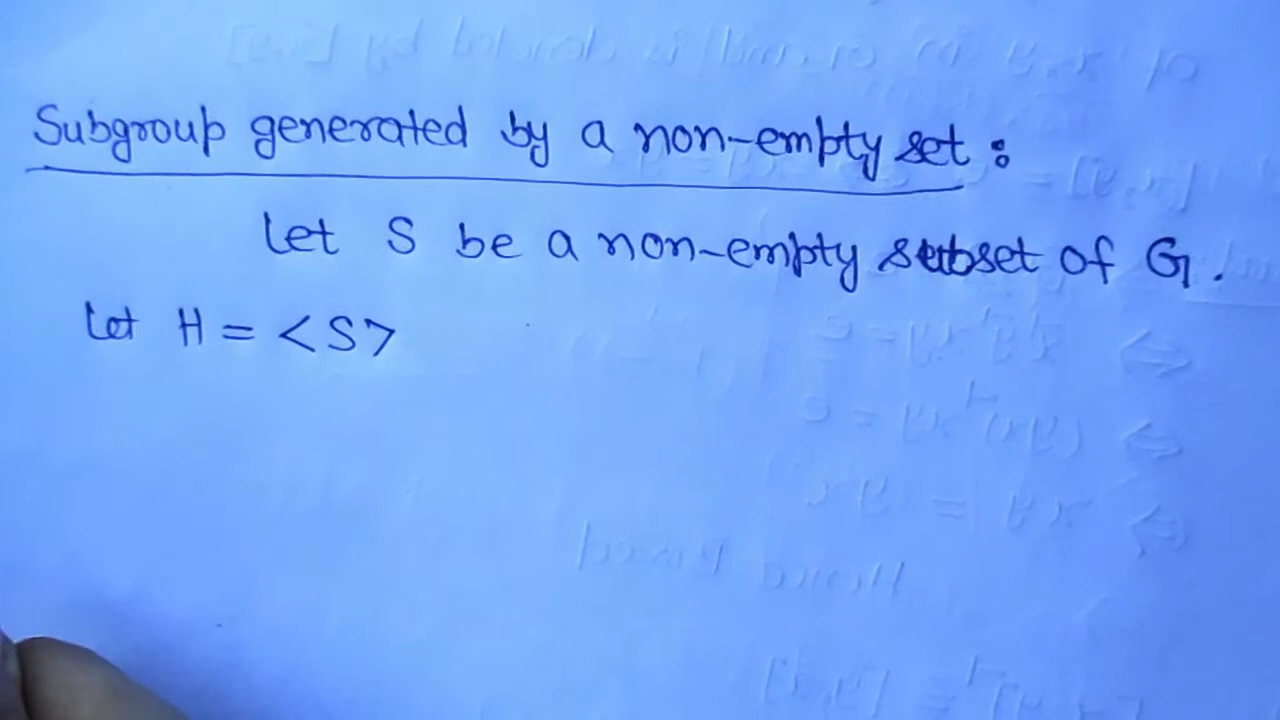 Subgroup generated by a non-empty set :
Let S be a non-empty subset of G.
Let H = <S>